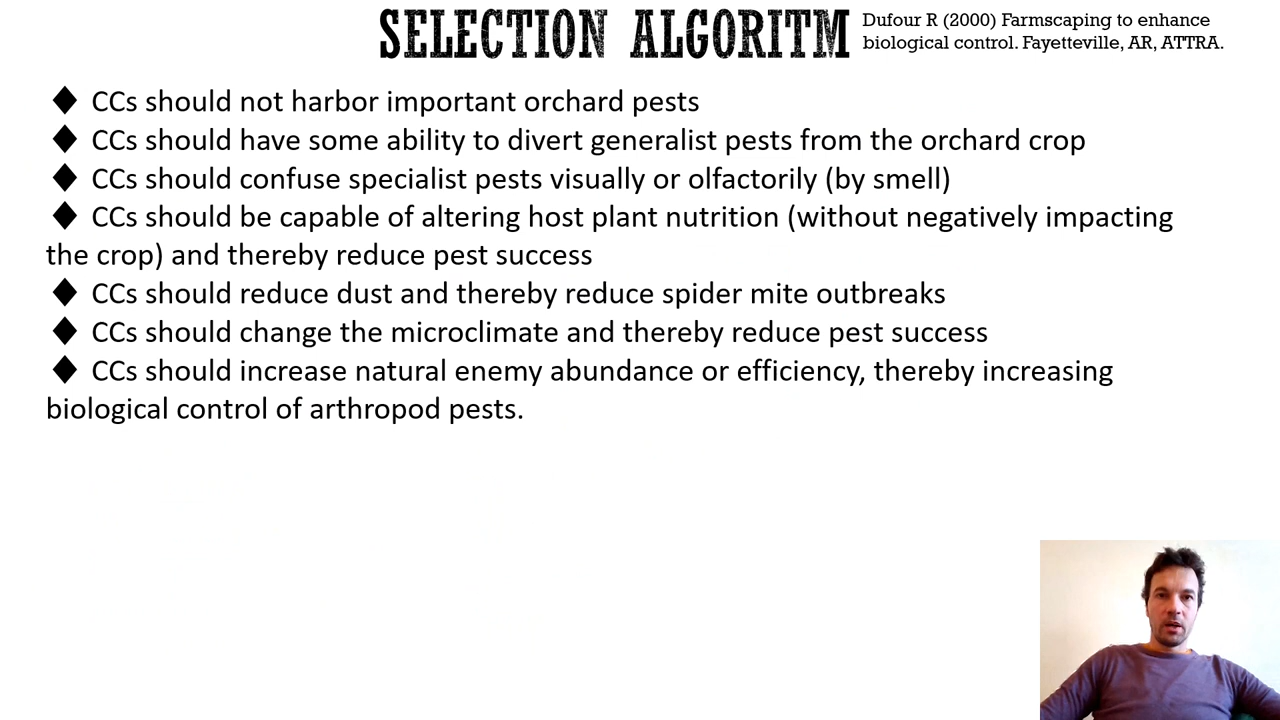 SELECTION ALGORITM
Dufour R (2000) Farmscaping to enhance
biological control. Fayetteville, AR, ATTRA.
♦ CCs should not harbor important orchard pests
♦ CCs should have some ability to divert generalist pests from the orchard crop
♦ CCs should confuse specialist pests visually or olfactorily (by smell)
♦ CCs should be capable of altering host plant nutrition (without negatively impacting
the crop) and thereby reduce pest success
♦ CCs should reduce dust and thereby reduce spider mite outbreaks
♦ CCs should change the microclimate and thereby reduce pest success
♦ CCs should increase natural enemy abundance or efficiency, thereby increasing
biological control of arthropod pests.